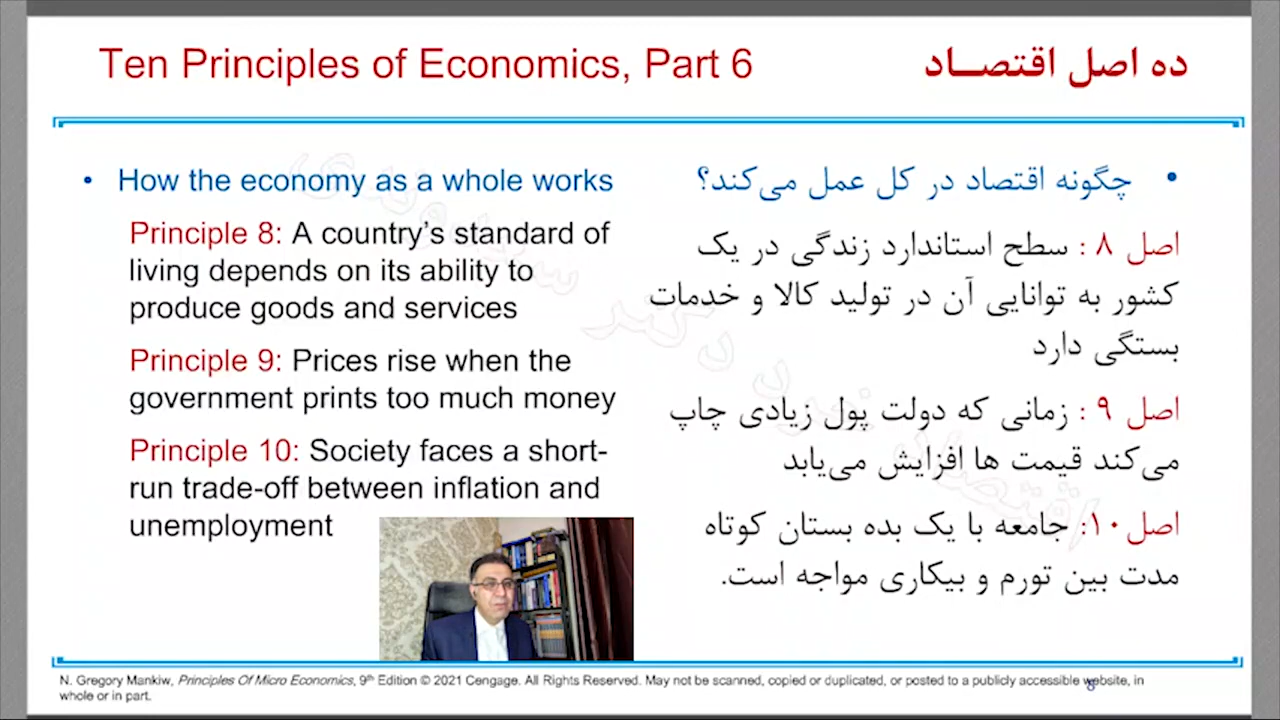 Ten Principles of Economics, Part 6
ده اصل اقتصـــاد
• How the economy as a whole works
Principle 8: A country’s standard of
living depends on its ability to
produce goods and services
Principle 9: Prices rise when the
government prints too much money
Principle 10: Society faces a short-
run trade-off between inflation and
unemployment
• چگونه اقتصاد در کل عمل می‌کند؟
اصل ۸ : سطح استاندارد زندگی در یک
کشور به توانایی آن در تولید کالا و خدمات
بستگی دارد
اصل ۹ : زمانی که دولت پول زیادی چاپ
می‌کند قیمت ها افزایش می‌یابد
اصل۱۰: جامعه با یک بده بستان کوتاه
مدت بین تورم و بیکاری مواجه است.
N. Gregory Mankiw, Principles Of Micro Economics, 9th Edition © 2021 Cengage. All Rights Reserved. May not be scanned, copied or duplicated, or posted to a publicly accessible website, in
whole or in part.
8